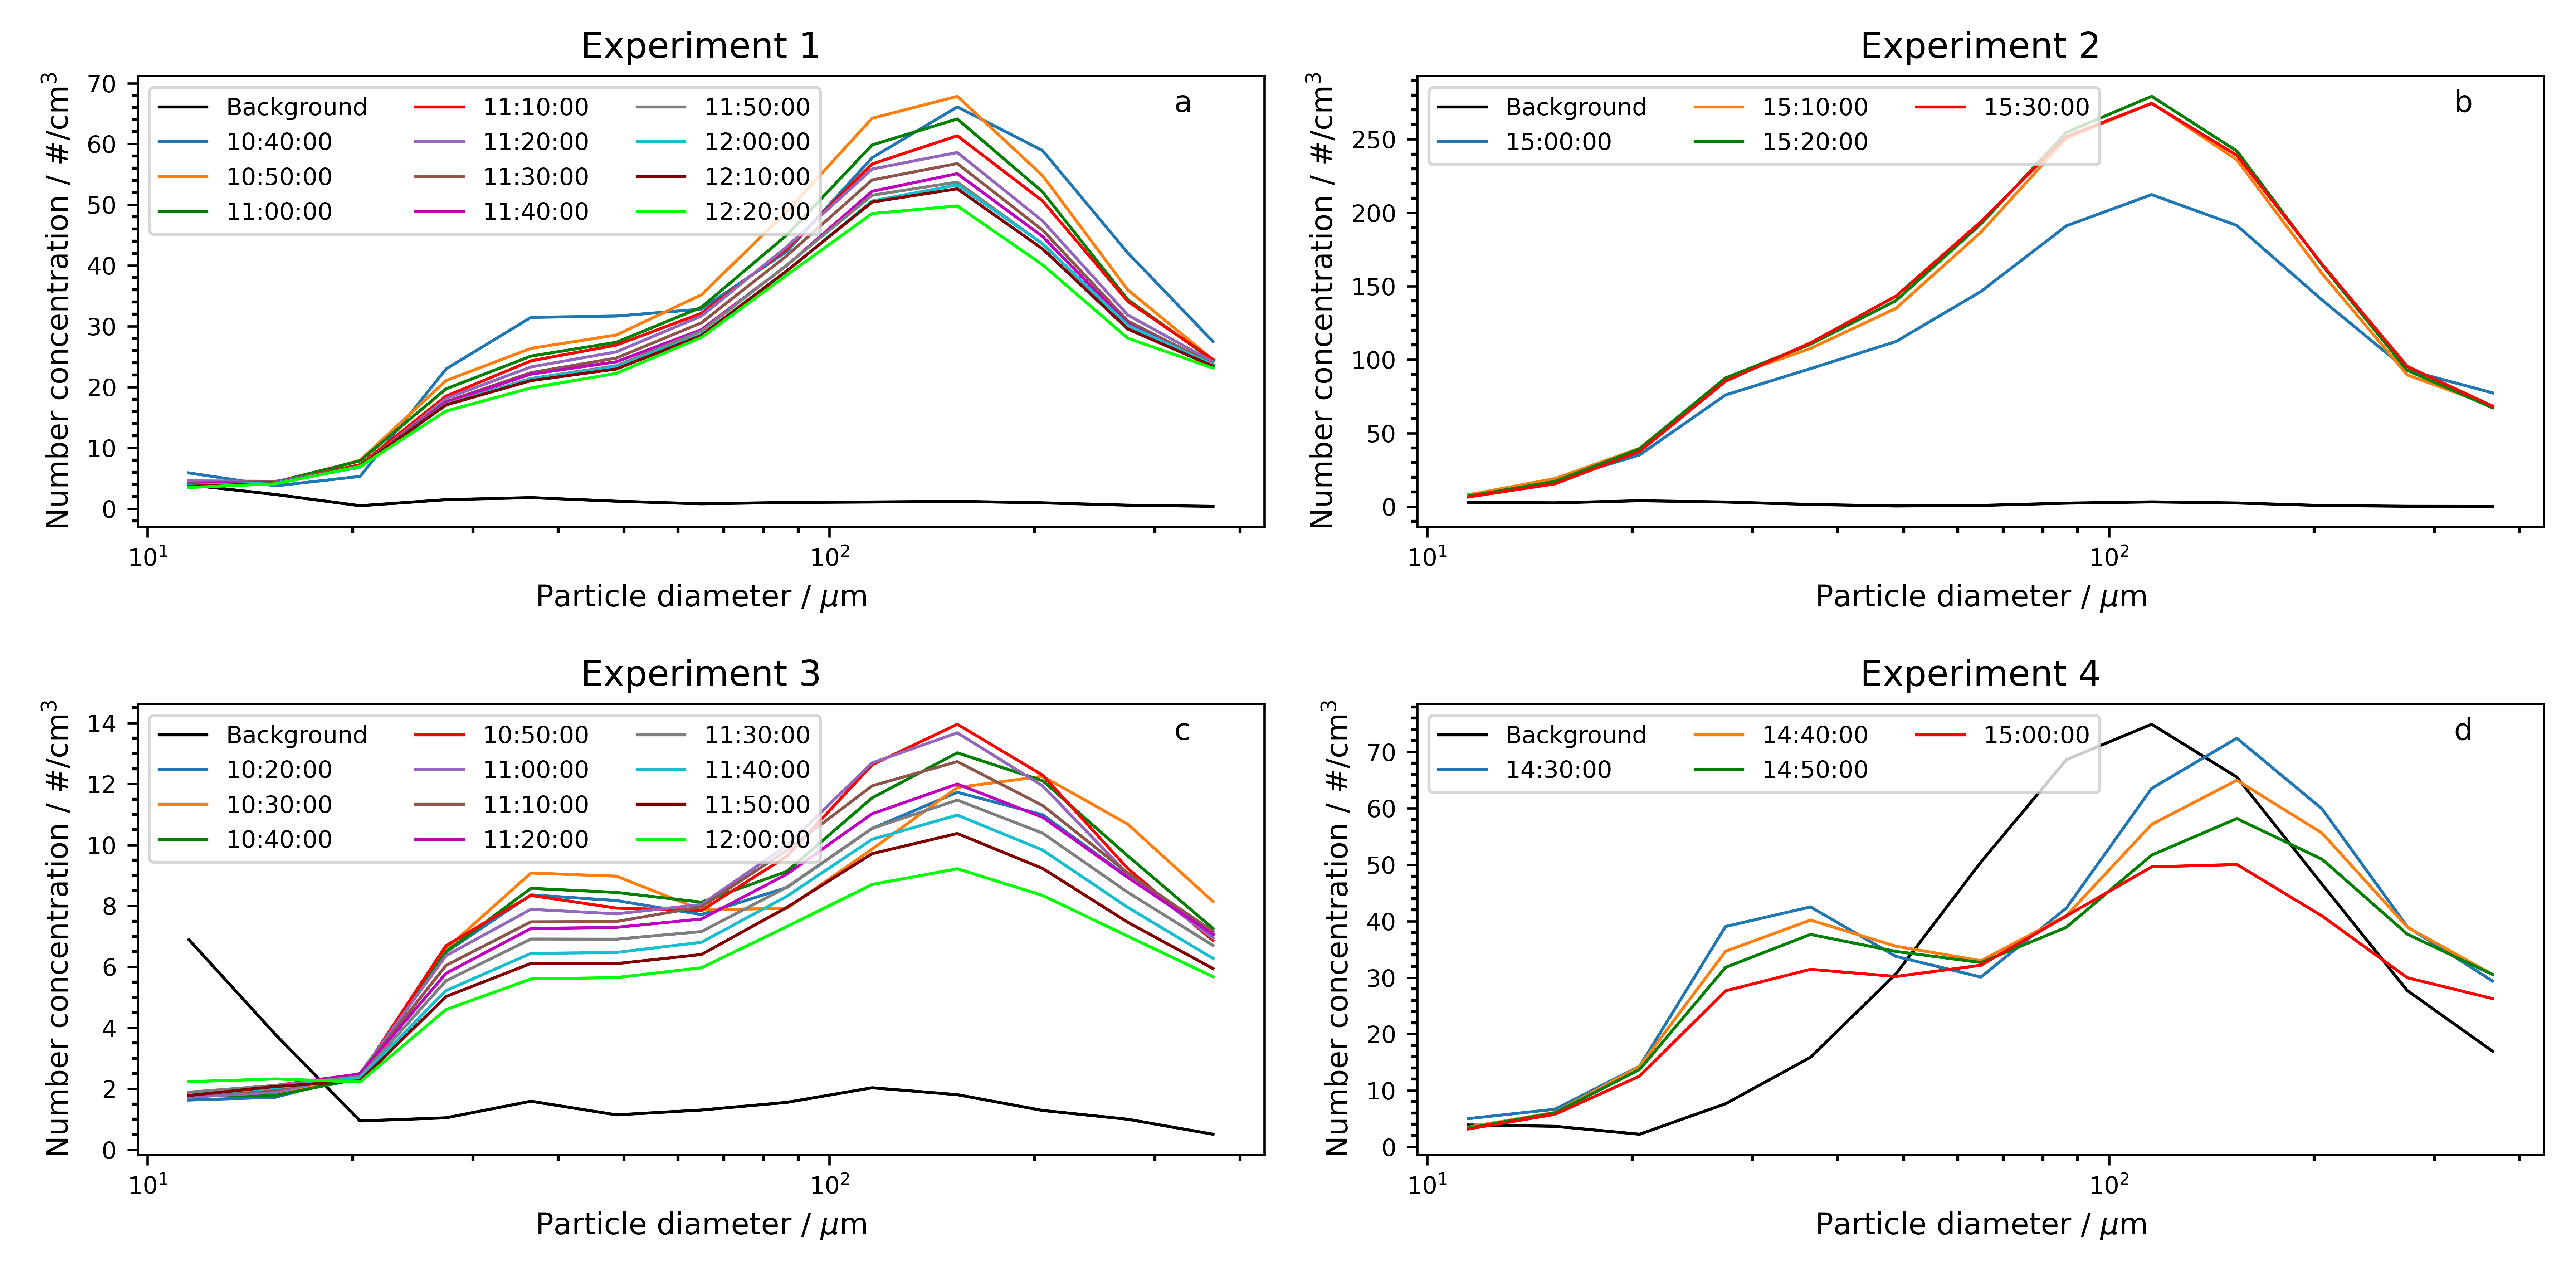 Experiment 1
Number concentration / #/cm³
70
60
50
40
30
20
10
0
Background 11:10:00 11:50:00
10:40:00 11:20:00 12:00:00
10:50:00 11:30:00 12:10:00
11:00:00 11:40:00 12:20:00
a
10¹ 10²
Particle diameter / μm
Experiment 2
Number concentration / #/cm³
250
200
150
100
50
0
Background 15:10:00 15:30:00
15:00:00 15:20:00
b
10¹ 10²
Particle diameter / μm
Experiment 3
Number concentration / #/cm³
14
12
10
8
6
4
2
0
Background 10:50:00 11:30:00
10:20:00 11:00:00 11:40:00
10:30:00 11:10:00 11:50:00
10:40:00 11:20:00 12:00:00
c
10¹ 10²
Particle diameter / μm
Experiment 4
Number concentration / #/cm³
70
60
50
40
30
20
10
0
Background 14:40:00 15:00:00
14:30:00 14:50:00
d
10¹ 10²
Particle diameter / μm